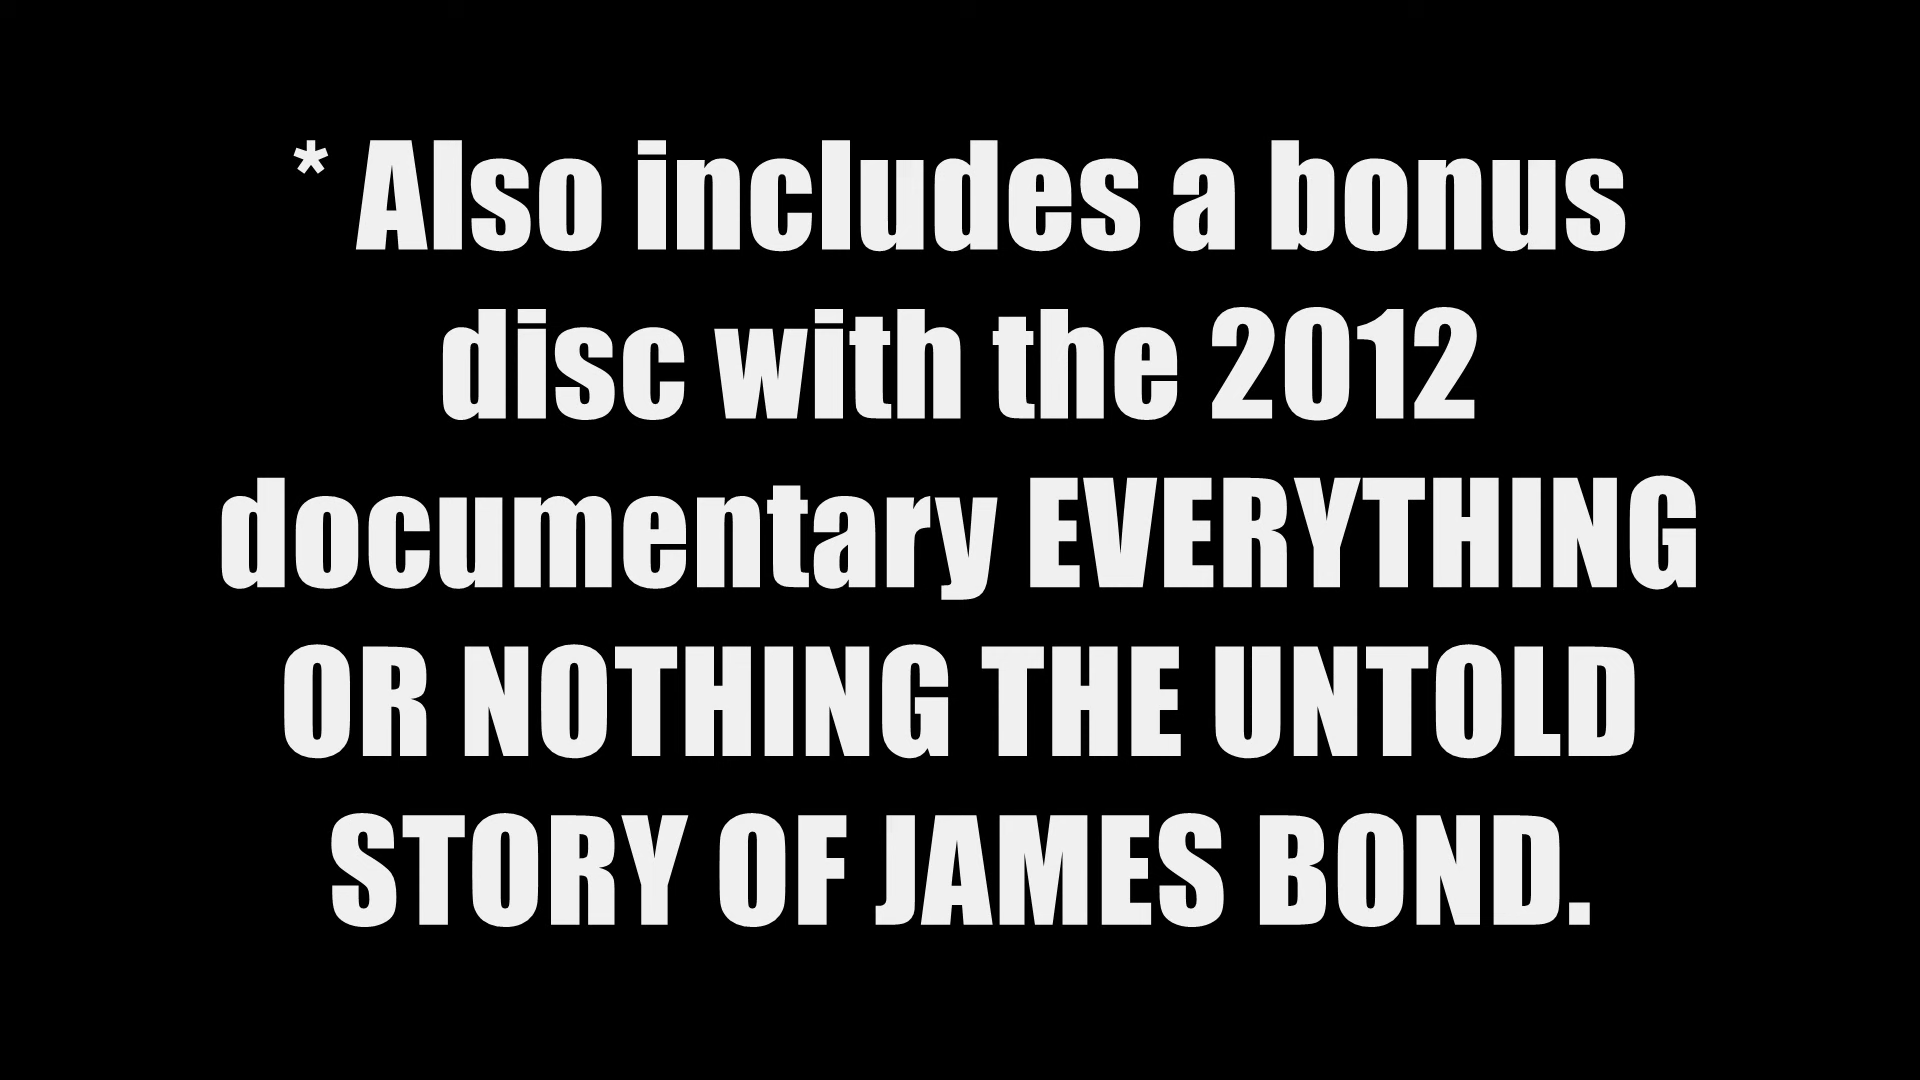 * Also includes a bonus
disc with the 2012
documentary EVERYTHING
OR NOTHING THE UNTOLD
STORY OF JAMES BOND.